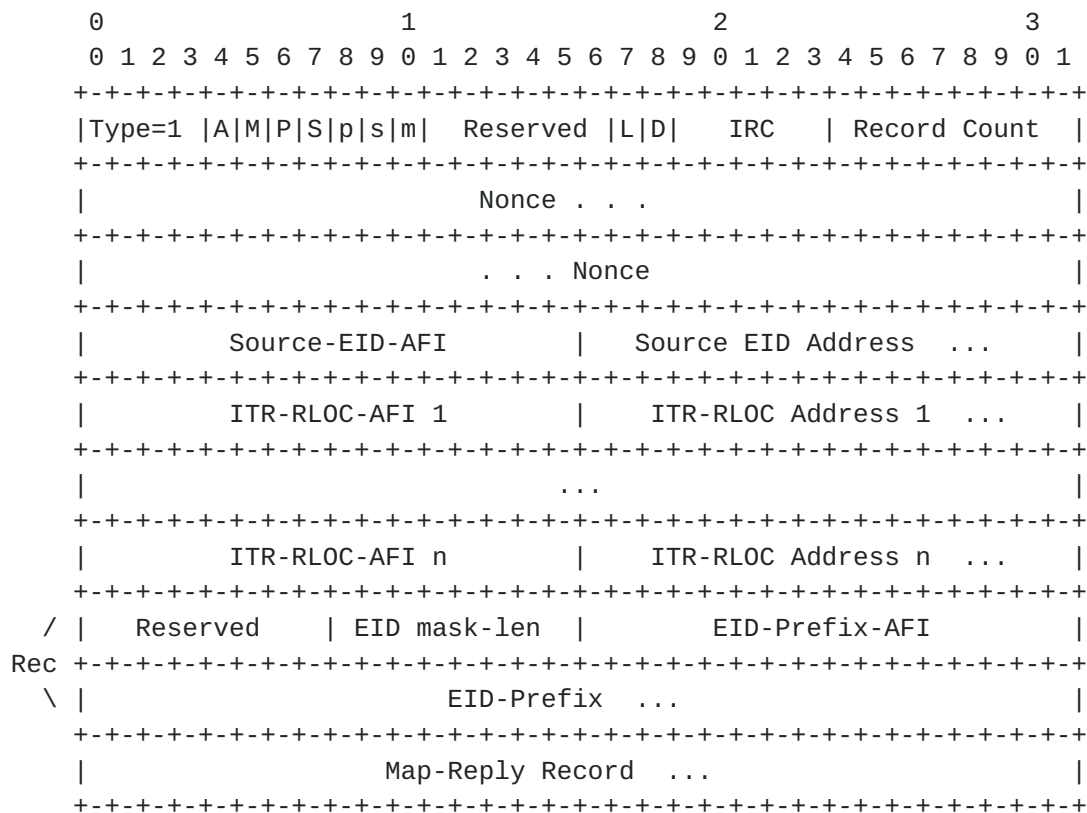 0                   1                   2                   3
 0 1 2 3 4 5 6 7 8 9 0 1 2 3 4 5 6 7 8 9 0 1 2 3 4 5 6 7 8 9 0 1
+-+-+-+-+-+-+-+-+-+-+-+-+-+-+-+-+-+-+-+-+-+-+-+-+-+-+-+-+-+-+-+-+
|Type=1 |A|M|P|S|p|s|m|  Reserved |L|D|   IRC   | Record Count  |
+-+-+-+-+-+-+-+-+-+-+-+-+-+-+-+-+-+-+-+-+-+-+-+-+-+-+-+-+-+-+-+-+
|                         Nonce . . .                           |
+-+-+-+-+-+-+-+-+-+-+-+-+-+-+-+-+-+-+-+-+-+-+-+-+-+-+-+-+-+-+-+-+
|                         . . . Nonce                           |
+-+-+-+-+-+-+-+-+-+-+-+-+-+-+-+-+-+-+-+-+-+-+-+-+-+-+-+-+-+-+-+-+
|         Source-EID-AFI        |   Source EID Address  ...     |
+-+-+-+-+-+-+-+-+-+-+-+-+-+-+-+-+-+-+-+-+-+-+-+-+-+-+-+-+-+-+-+-+
|         ITR-RLOC-AFI 1        |    ITR-RLOC Address 1  ...    |
+-+-+-+-+-+-+-+-+-+-+-+-+-+-+-+-+-+-+-+-+-+-+-+-+-+-+-+-+-+-+-+-+
|                              ...                              |
+-+-+-+-+-+-+-+-+-+-+-+-+-+-+-+-+-+-+-+-+-+-+-+-+-+-+-+-+-+-+-+-+
|         ITR-RLOC-AFI n        |    ITR-RLOC Address n  ...    |
+-+-+-+-+-+-+-+-+-+-+-+-+-+-+-+-+-+-+-+-+-+-+-+-+-+-+-+-+-+-+-+-+
/ |   Reserved    | EID mask-len  |        EID-Prefix-AFI         |
Rec +-+-+-+-+-+-+-+-+-+-+-+-+-+-+-+-+-+-+-+-+-+-+-+-+-+-+-+-+-+-+-+-+
\ |                       EID-Prefix  ...                         |
+-+-+-+-+-+-+-+-+-+-+-+-+-+-+-+-+-+-+-+-+-+-+-+-+-+-+-+-+-+-+-+-+
|                   Map-Reply Record  ...                       |
+-+-+-+-+-+-+-+-+-+-+-+-+-+-+-+-+-+-+-+-+-+-+-+-+-+-+-+-+-+-+-+-+